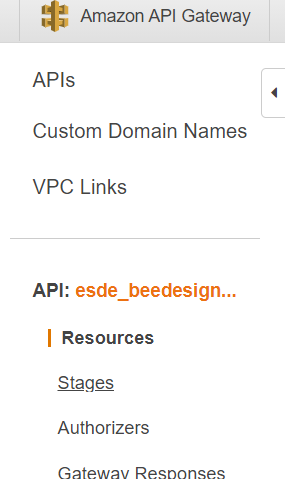 Amazon API Gateway
APIs
Custom Domain Names
VPC Links
API: esde_beedesign...
Resources
Stages
Authorizers
Gateway Responses